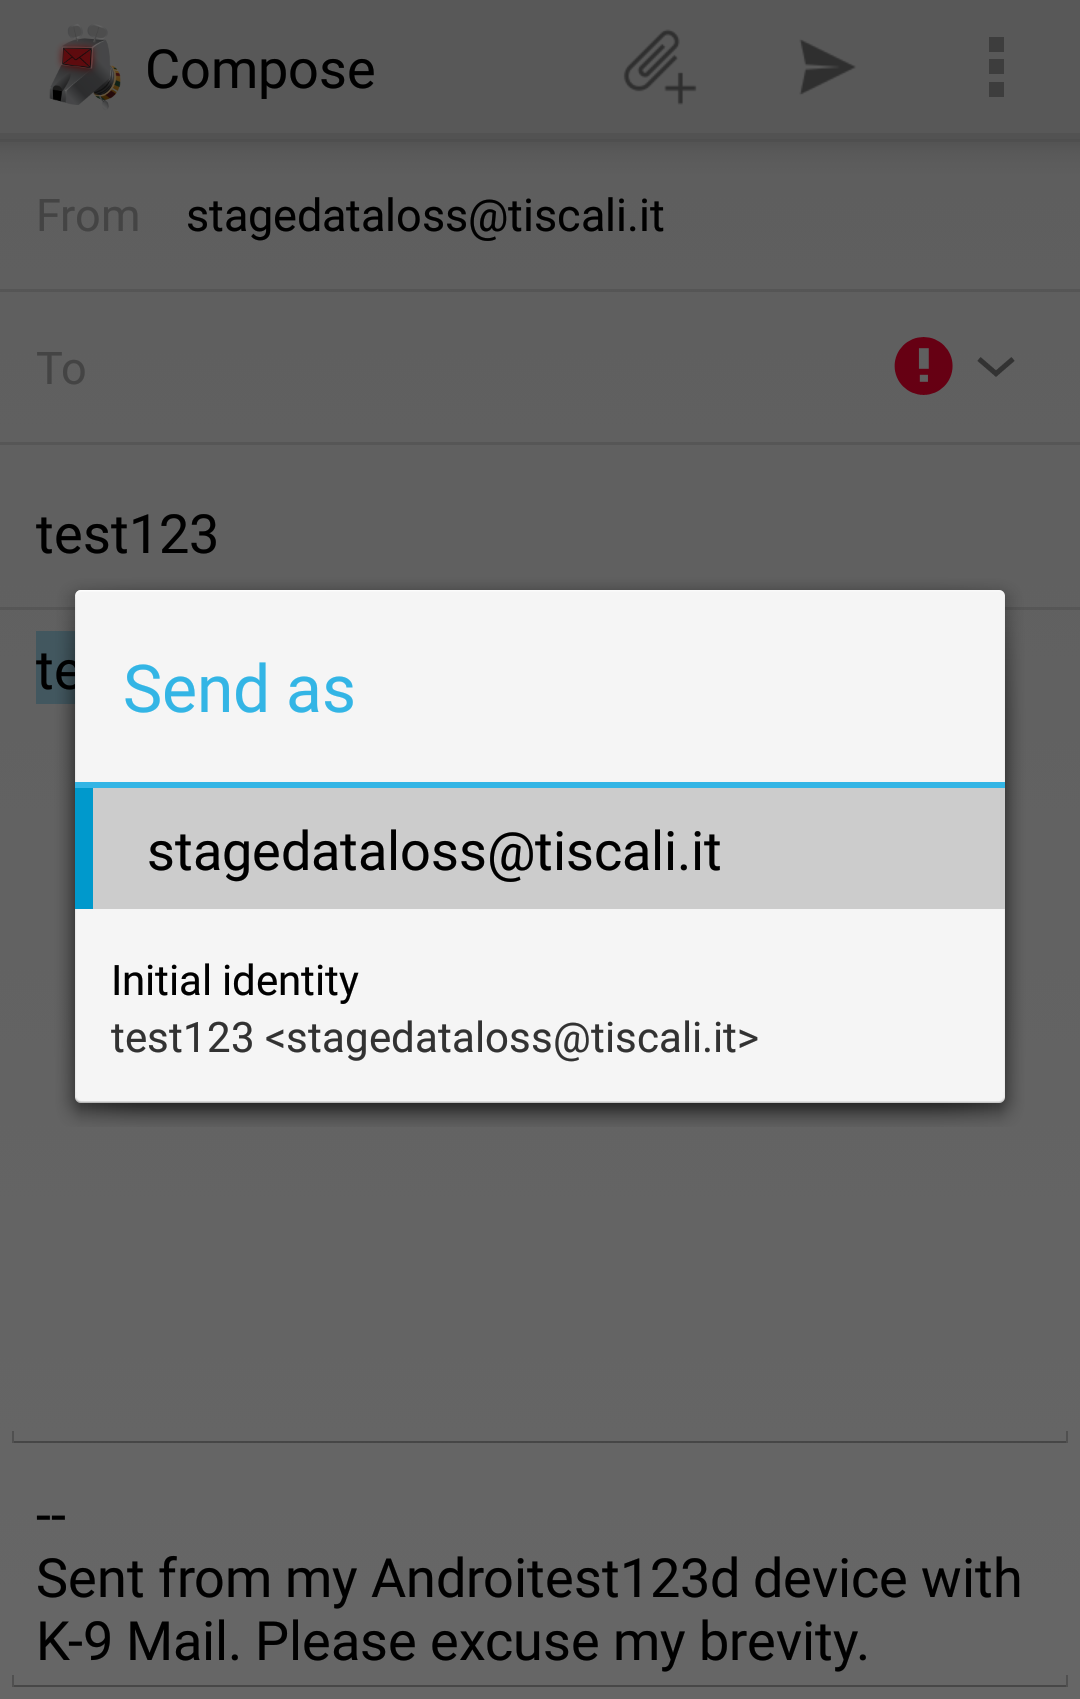 Compose
From stagedataloss@tiscali.it
To
test123
te
Send as
stagedataloss@tiscali.it
Initial identity
test123 <stagedataloss@tiscali.it>
--
Sent from my Androitest123d device with
K-9 Mail. Please excuse my brevity.